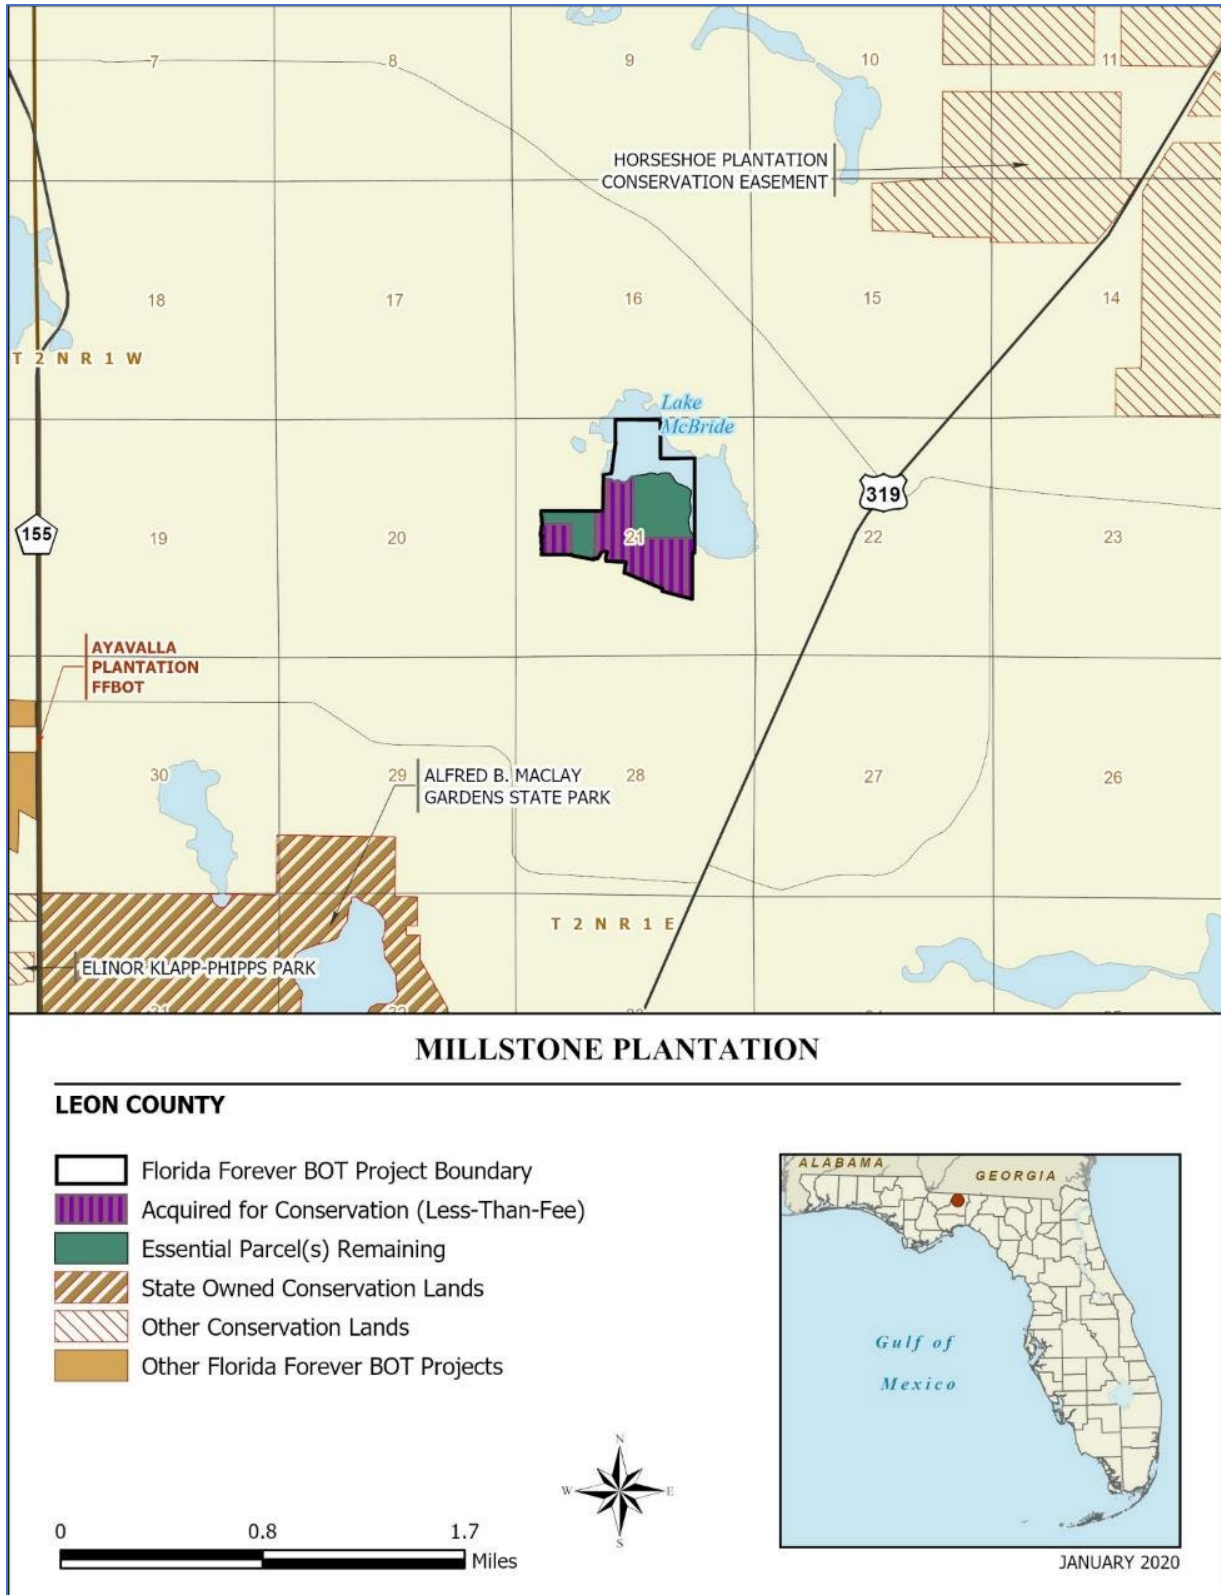 7
8
9
10
11
HORSESHOE PLANTATION
CONSERVATION EASEMENT
18
17
16
15
14
T 2 N R 1 W
Lake
McBride
319
155
19
20
21
22
23
AYAVALLA
PLANTATION
FFBOT
30
29
ALFRED B. MACLAY
GARDENS STATE PARK
28
27
26
T 2 N R 1 E
ELINOR KLAPP-PHIPPS PARK
MILLSTONE PLANTATION
LEON COUNTY
Florida Forever BOT Project Boundary
Acquired for Conservation (Less-Than-Fee)
Essential Parcel(s) Remaining
State Owned Conservation Lands
Other Conservation Lands
Other Florida Forever BOT Projects
ALABAMA
GEORGIA
Gulf of
Mexico
N
W E
S
0 0.8 1.7
Miles
JANUARY 2020